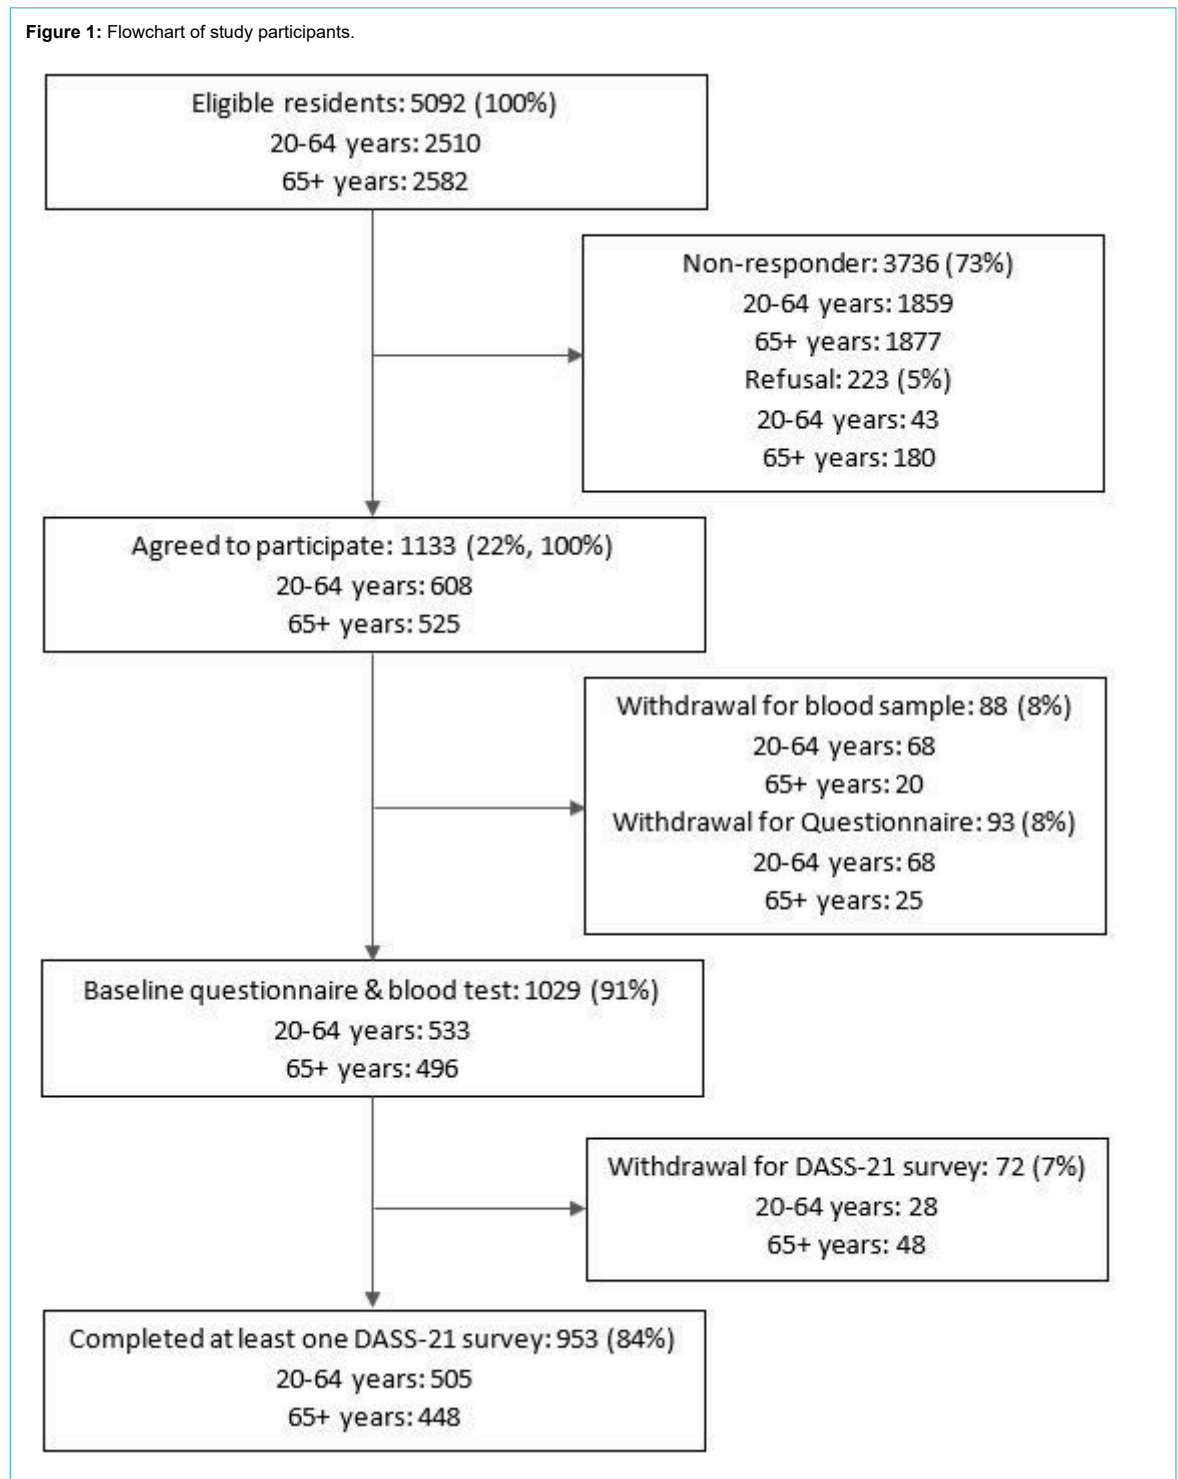 Figure 1: Flowchart of study participants.
Eligible residents: 5092 (100%)
20-64 years: 2510
65+ years: 2582
Non-responder: 3736 (73%)
20-64 years: 1859
65+ years: 1877
Refusal: 223 (5%)
20-64 years: 43
65+ years: 180
Agreed to participate: 1133 (22%, 100%)
20-64 years: 608
65+ years: 525
Withdrawal for blood sample: 88 (8%)
20-64 years: 68
65+ years: 20
Withdrawal for Questionnaire: 93 (8%)
20-64 years: 68
65+ years: 25
Baseline questionnaire & blood test: 1029 (91%)
20-64 years: 533
65+ years: 496
Withdrawal for DASS-21 survey: 72 (7%)
20-64 years: 28
65+ years: 48
Completed at least one DASS-21 survey: 953 (84%)
20-64 years: 505
65+ years: 448